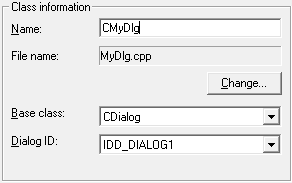 Class information
Name: CMyDlg
File name: MyDlg.cpp
Change...
Base class: CDialog
Dialog ID: IDD_DIALOG1